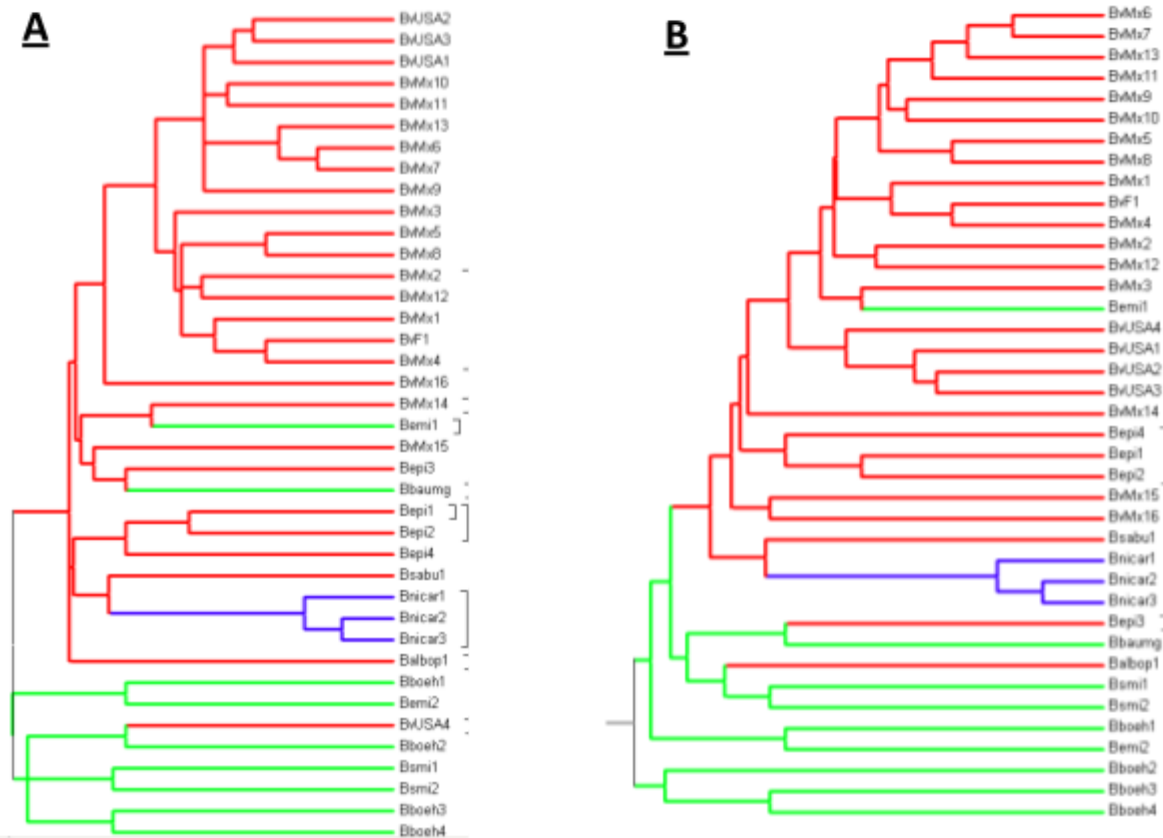 A
BvUSA2
BvUSA3
BvUSA1
BvMx10
BvMx11
BvMx13
BvMx6
BvMx7
BvMx9
BvMx3
BvMx5
BvMx8
BvMx2
BvMx12
BvMx1
BvF1
BvMx4
BvMx16
BvMx14
Bemi1
BvMx15
Bepi3
Bbaumg
Bepi1
Bepi2
Bepi4
Bsabu1
Bnicar1
Bnicar2
Bnicar3
Balbop1
Bboeh1
Bemi2
BvUSA4
Bboeh2
Bsmi1
Bsmi2
Bboeh3
Bboeh4
B
BvMx6
BvMx7
BvMx13
BvMx11
BvMx9
BvMx10
BvMx5
BvMx8
BvMx1
BvF1
BvMx4
BvMx2
BvMx12
BvMx3
Bemi1
BvUSA4
BvUSA1
BvUSA2
BvUSA3
BvMx14
Bepi4
Bepi1
Bepi2
BvMx15
BvMx16
Bsabu1
Bnicar1
Bnicar2
Bnicar3
Bepi3
Bbaumg
Balbop1
Bsmi1
Bsmi2
Bboeh1
Bemi2
Bboeh2
Bboeh3
Bboeh4